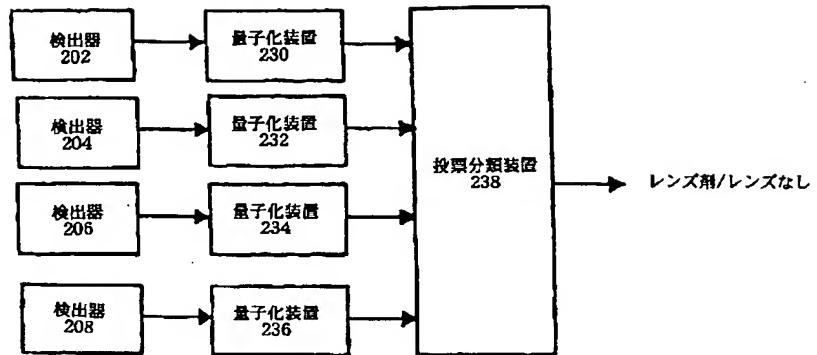 検出器
202
量子化装置
230
検出器
204
量子化装置
232
投票分類装置
238
レンズ剤/レンズなし
検出器
206
量子化装置
234
検出器
208
量子化装置
236